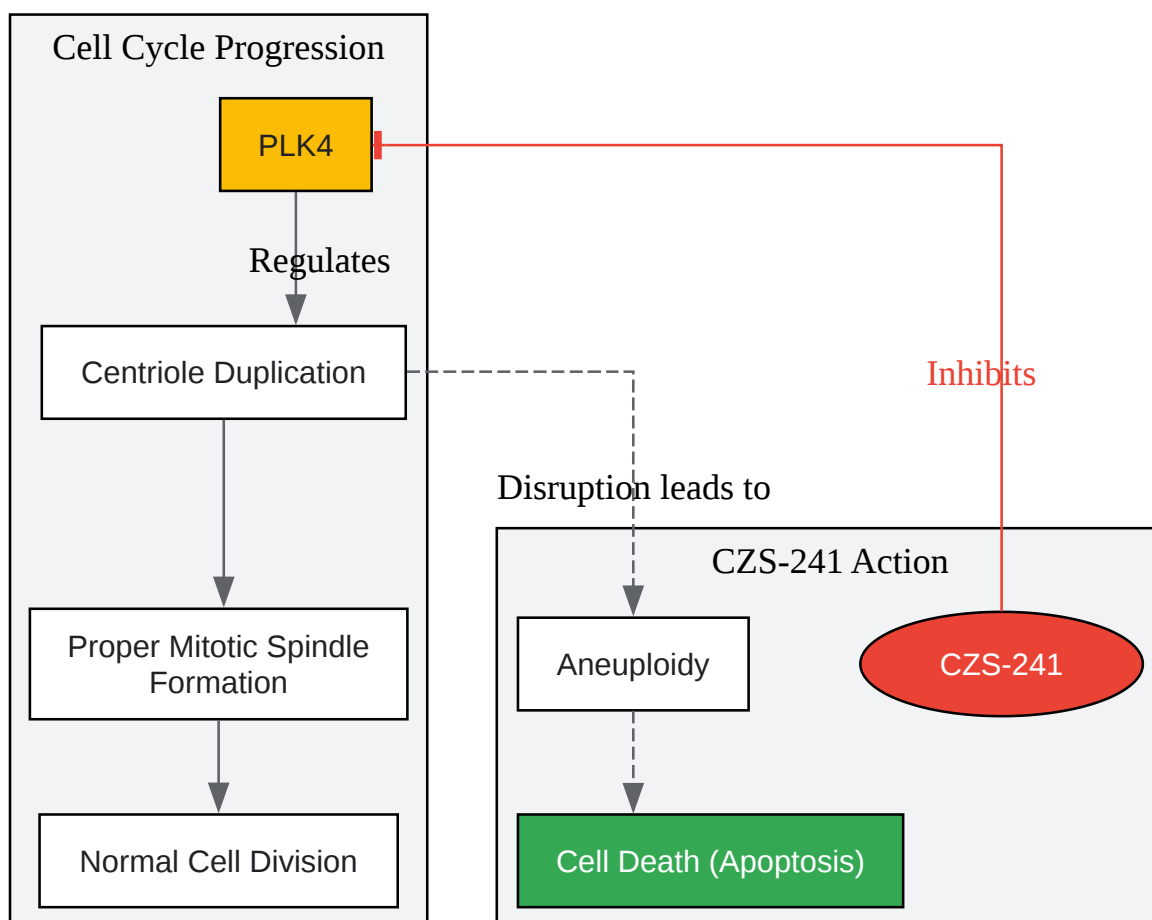 Cell Cycle Progression
PLK4
Regulates
Centriole Duplication
Inhibits
Disruption leads to
CZS-241 Action
Proper Mitotic Spindle
Formation
Aneuploidy
CZS-241
Normal Cell Division
Cell Death (Apoptosis)